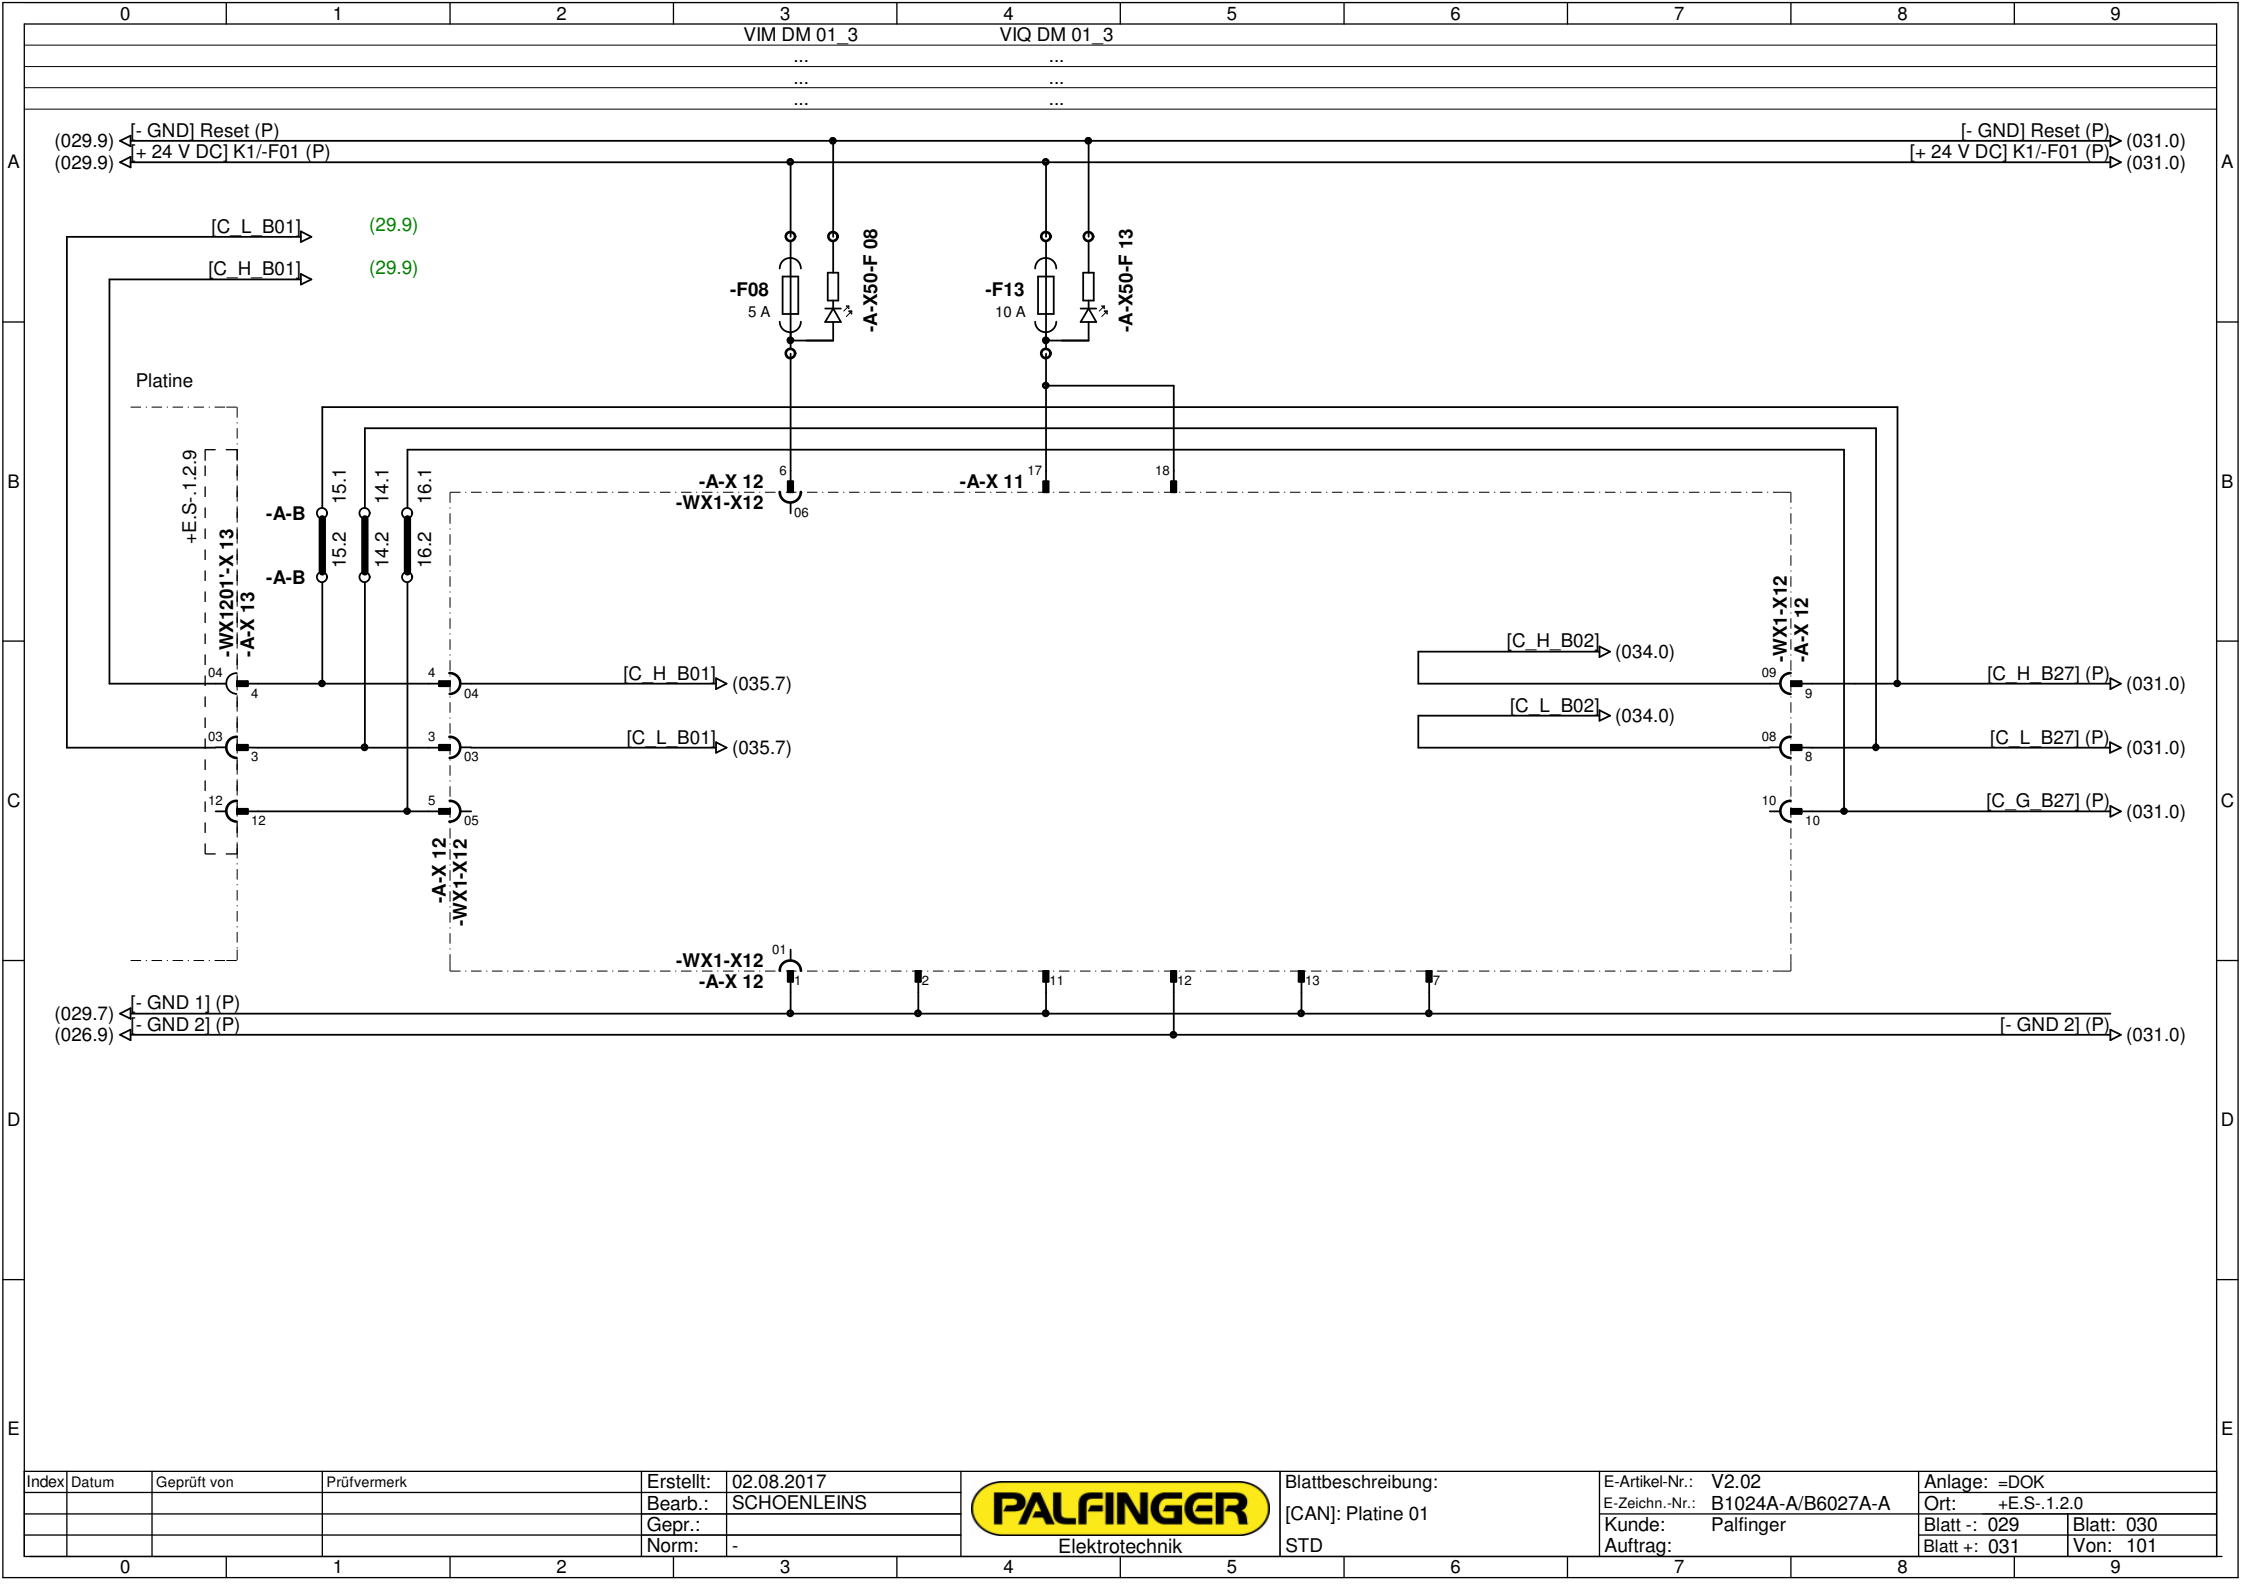 0 1 2 3 4 5 6 7 8 9
VIM DM 01_3 VIQ DM 01_3
... ...
... ...
... ...
(029.9) [- GND] Reset (P) [- GND] Reset (P) (031.0)
A (029.9) [+ 24 V DC] K1/-F01 (P) [+ 24 V DC] K1/-F01 (P) (031.0) A
[C_L_B01] (29.9)
[C_H_B01] (29.9)
-F08
5 A
-A-X50-F 08
-F13
10 A
-A-X50-F 13
Platine
B B
+E.S-.1.2.9
-WX1201'-X 13
-A-X 13
-A-B
-A-B
15.1
15.2
14.1
14.2
16.1
16.2
-A-X 12 6
-WX1-X12 06
-A-X 11 17 18
-WX1-X12
-A-X 12
[C_H_B02] (034.0)
04 4 4 04 [C_H_B01] (035.7) 09 9 [C_H_B27] (P) (031.0)
[C_L_B02] (034.0)
03 3 3 03 [C_L_B01] (035.7) 08 8 [C_L_B27] (P) (031.0)
C C
12 12 5 05 10 10 [C_G_B27] (P) (031.0)
-A-X 12
-WX1-X12
-WX1-X12 01
-A-X 12 1 2 11 12 13 7
(029.7) [- GND 1] (P)
(026.9) [- GND 2] (P) [- GND 2] (P) (031.0)
D D
E E
Index Datum Geprüft von Prüfvermerk
Erstellt: 02.08.2017
Bearb.: SCHOENLEINS
Gepr.:
Norm: -
PALFINGER
Elektrotechnik
Blattbeschreibung:
[CAN]: Platine 01
STD
E-Artikel-Nr.: V2.02
E-Zeichn.-Nr.: B1024A-A/B6027A-A
Kunde: Palfinger
Auftrag:
Anlage: =DOK
Ort: +E.S-.1.2.0
Blatt -: 029 Blatt: 030
Blatt +: 031 Von: 101
0 1 2 3 4 5 6 7 8 9